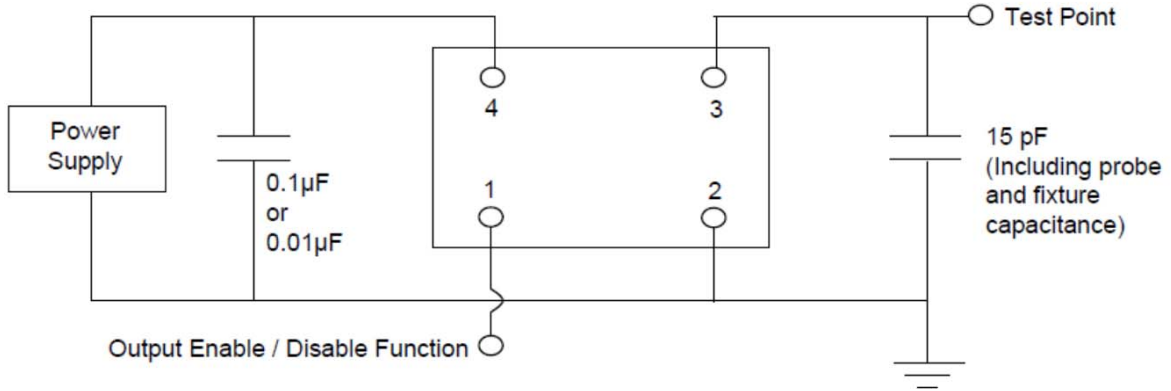 Test Point
Power
Supply
4
3
0.1µF
or
0.01µF
1
2
15 pF
(Including probe
and fixture
capacitance)
Output Enable / Disable Function